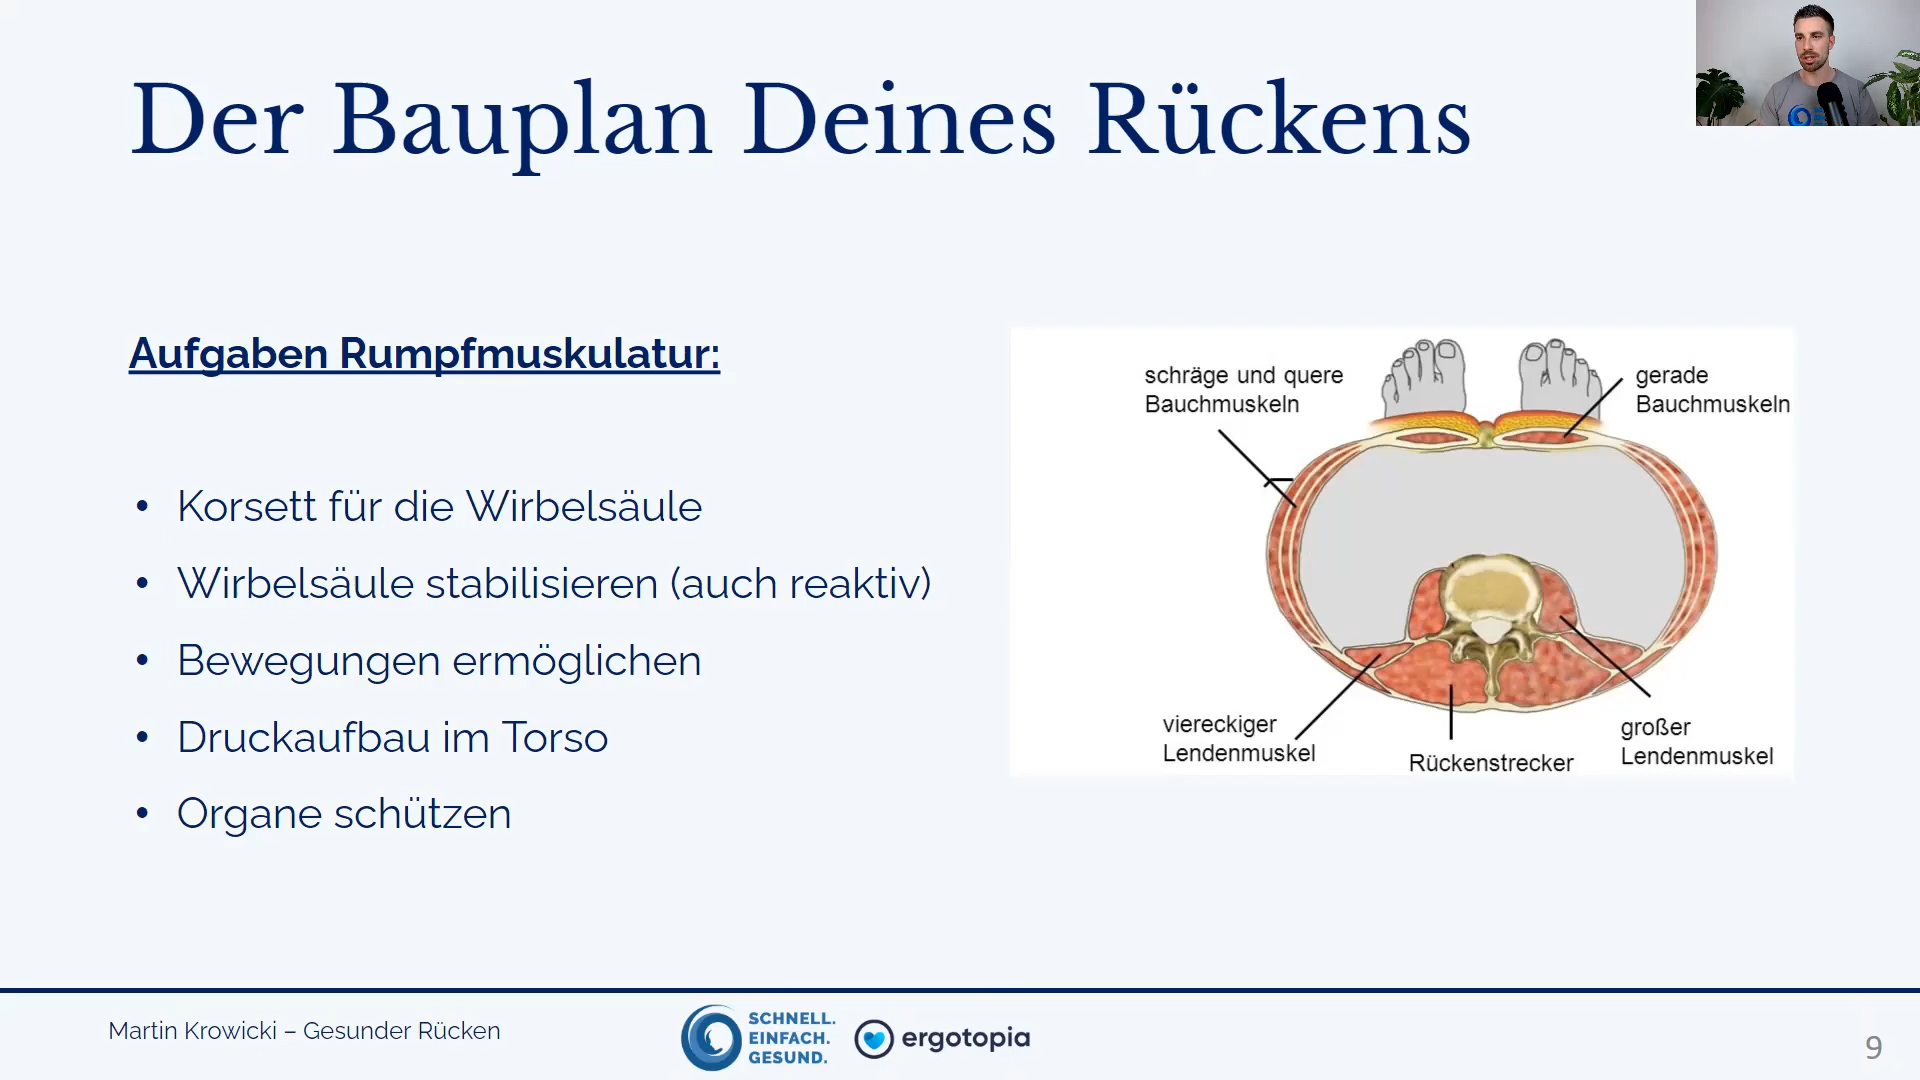 Der Bauplan Deines Rückens
Aufgaben Rumpfmuskulatur:
• Korsett für die Wirbelsäule
• Wirbelsäule stabilisieren (auch reaktiv)
• Bewegungen ermöglichen
• Druckaufbau im Torso
• Organe schützen
schräge und quere
Bauchmuskeln
gerade
Bauchmuskeln
viereckiger
Lendenmuskel
Rückenstrecker
großer
Lendenmuskel
Martin Krowicki – Gesunder Rücken
SCHNELL.
EINFACH.
GESUND.
ergotopia
9